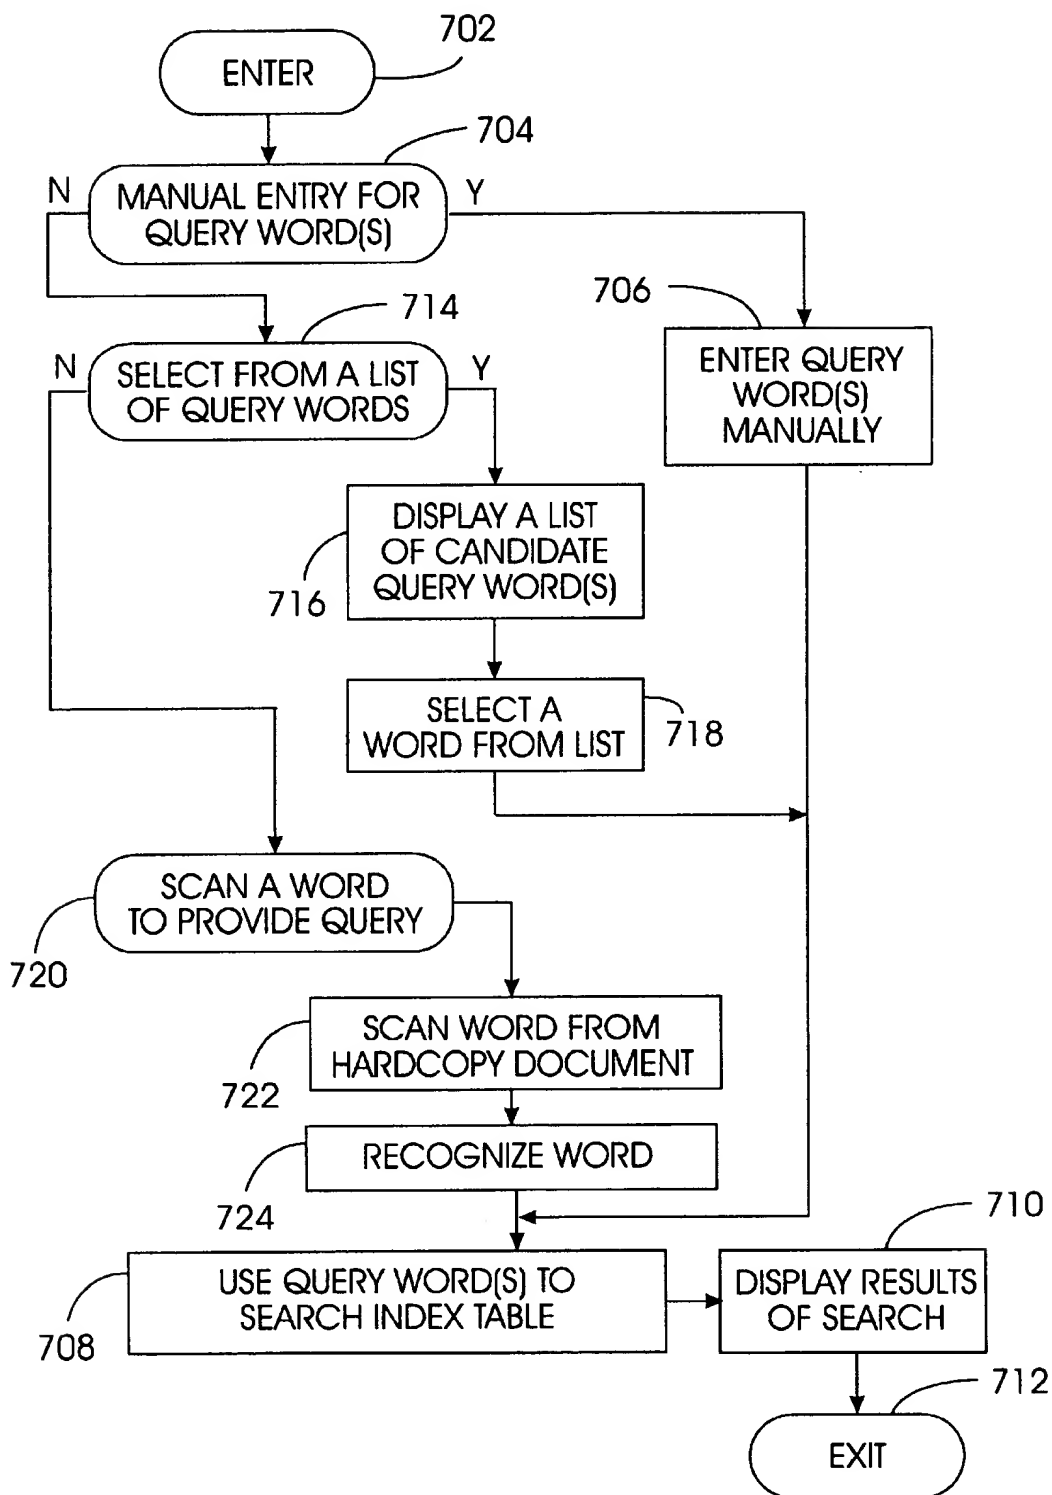 702
ENTER
704
N
MANUAL ENTRY FOR
QUERY WORD(S)
Y
706
ENTER QUERY
WORD(S)
MANUALLY
714
N
SELECT FROM A LIST
OF QUERY WORDS
Y
DISPLAY A LIST
OF CANDIDATE
QUERY WORD(S)
716
SELECT A
WORD FROM LIST
718
SCAN A WORD
TO PROVIDE QUERY
720
SCAN WORD FROM
HARDCOPY DOCUMENT
722
RECOGNIZE WORD
724
USE QUERY WORD(S) TO
SEARCH INDEX TABLE
708
710
DISPLAY RESULTS
OF SEARCH
712
EXIT